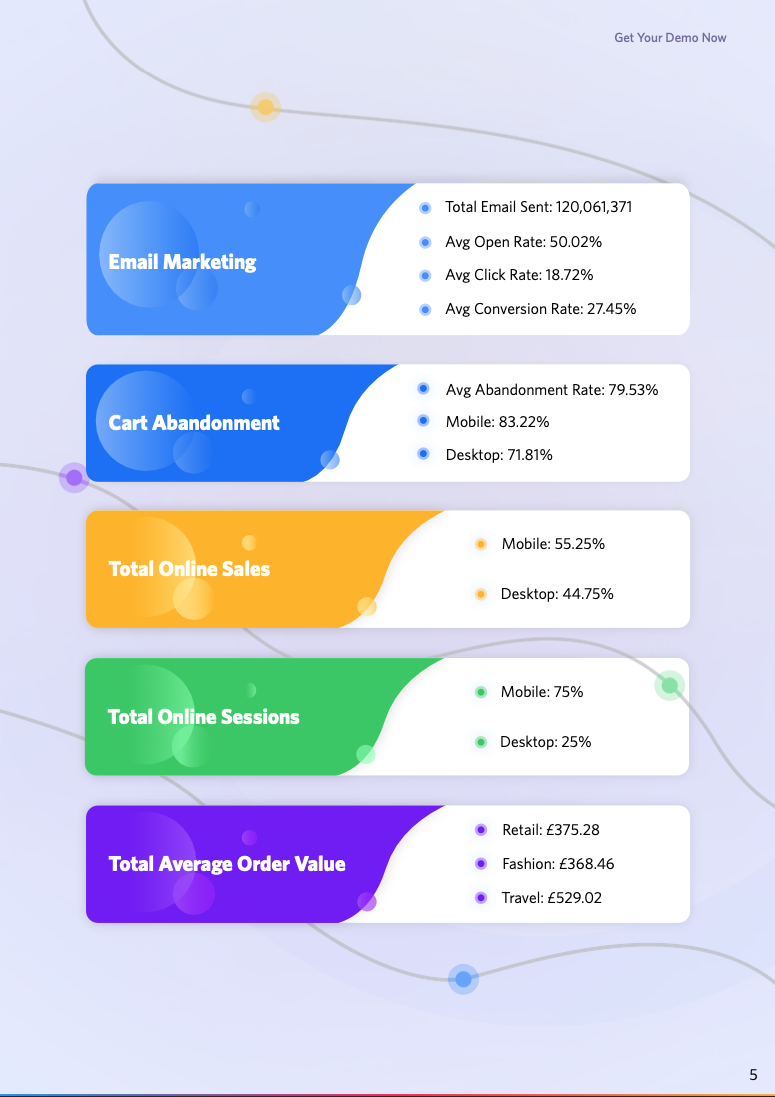 Get Your Demo Now
Email Marketing
Total Email Sent: 120,061,371
Avg Open Rate: 50.02%
Avg Click Rate: 18.72%
Avg Conversion Rate: 27.45%
Cart Abandonment
Avg Abandonment Rate: 79.53%
Mobile: 83.22%
Desktop: 71.81%
Total Online Sales
Mobile: 55.25%
Desktop: 44.75%
Total Online Sessions
Mobile: 75%
Desktop: 25%
Total Average Order Value
Retail: £375.28
Fashion: £368.46
Travel: £529.02
5